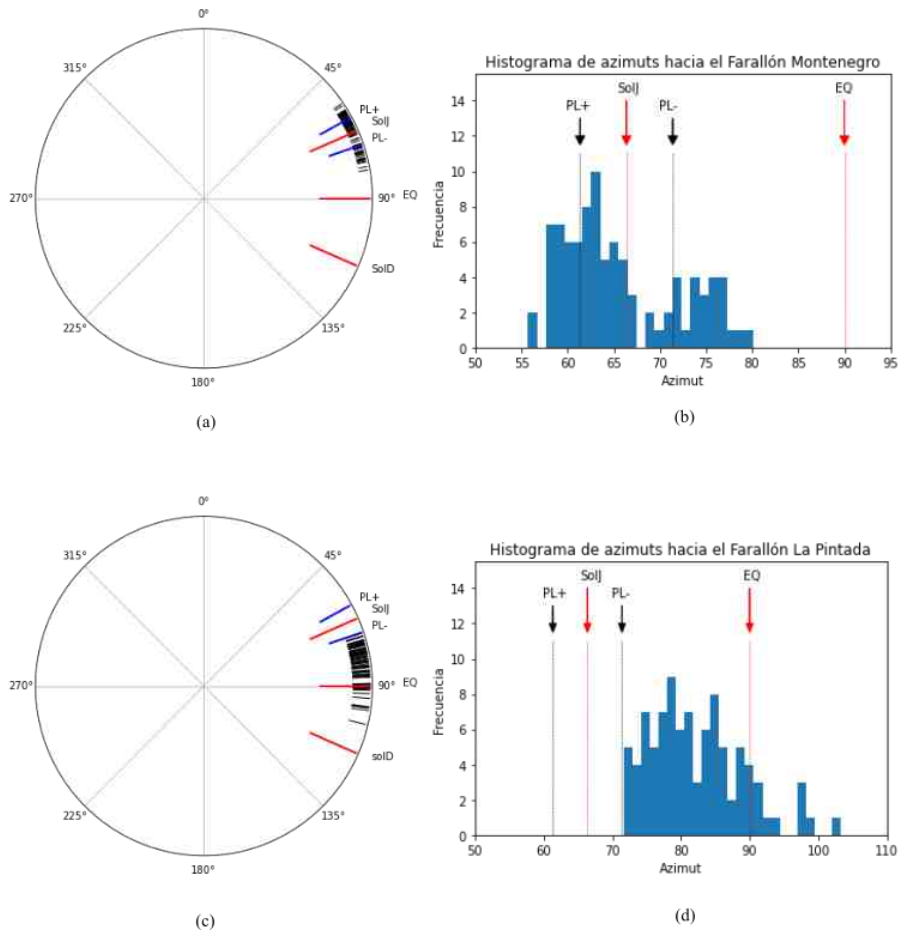 0°
315°
45°
PL+
SolJ
PL-
270°
90°
EQ
SolD
225°
135°
180°
(a)
Histograma de azimuts hacia el Farallón Montenegro
PL+
SolJ
PL-
EQ
14
12
10
8
6
4
2
0
Frecuencia
50 55 60 65 70 75 80 85 90 95
Azimut
(b)
0°
315°
45°
PL+
SolJ
PL-
270°
90°
EQ
solD
225°
135°
180°
(c)
Histograma de azimuts hacia el Farallón La Pintada
PL+
SolJ
PL-
EQ
14
12
10
8
6
4
2
0
Frecuencia
50 60 70 80 90 100 110
Azimut
(d)